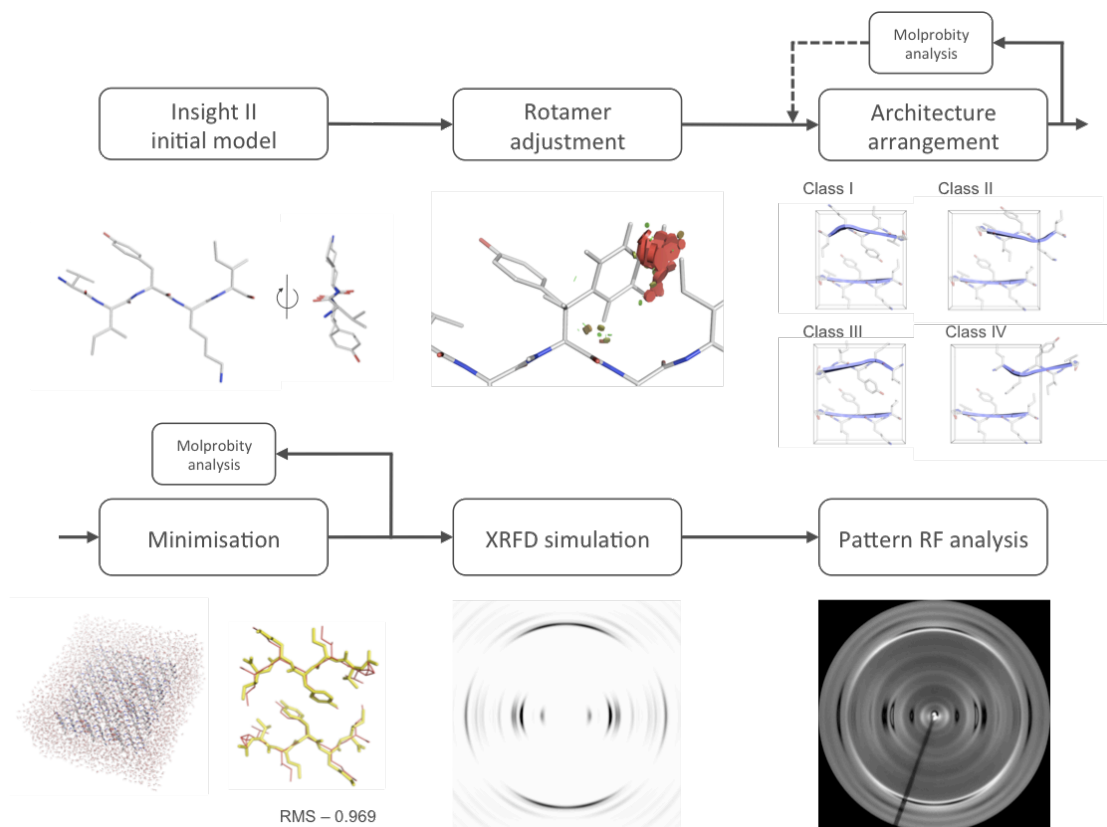 Molprobity
analysis
Insight II
initial model
Rotamer
adjustment
Architecture
arrangement
Class I
Class II
Class III
Class IV
Molprobity
analysis
Minimisation
XRFD simulation
Pattern RF analysis
RMS – 0.969